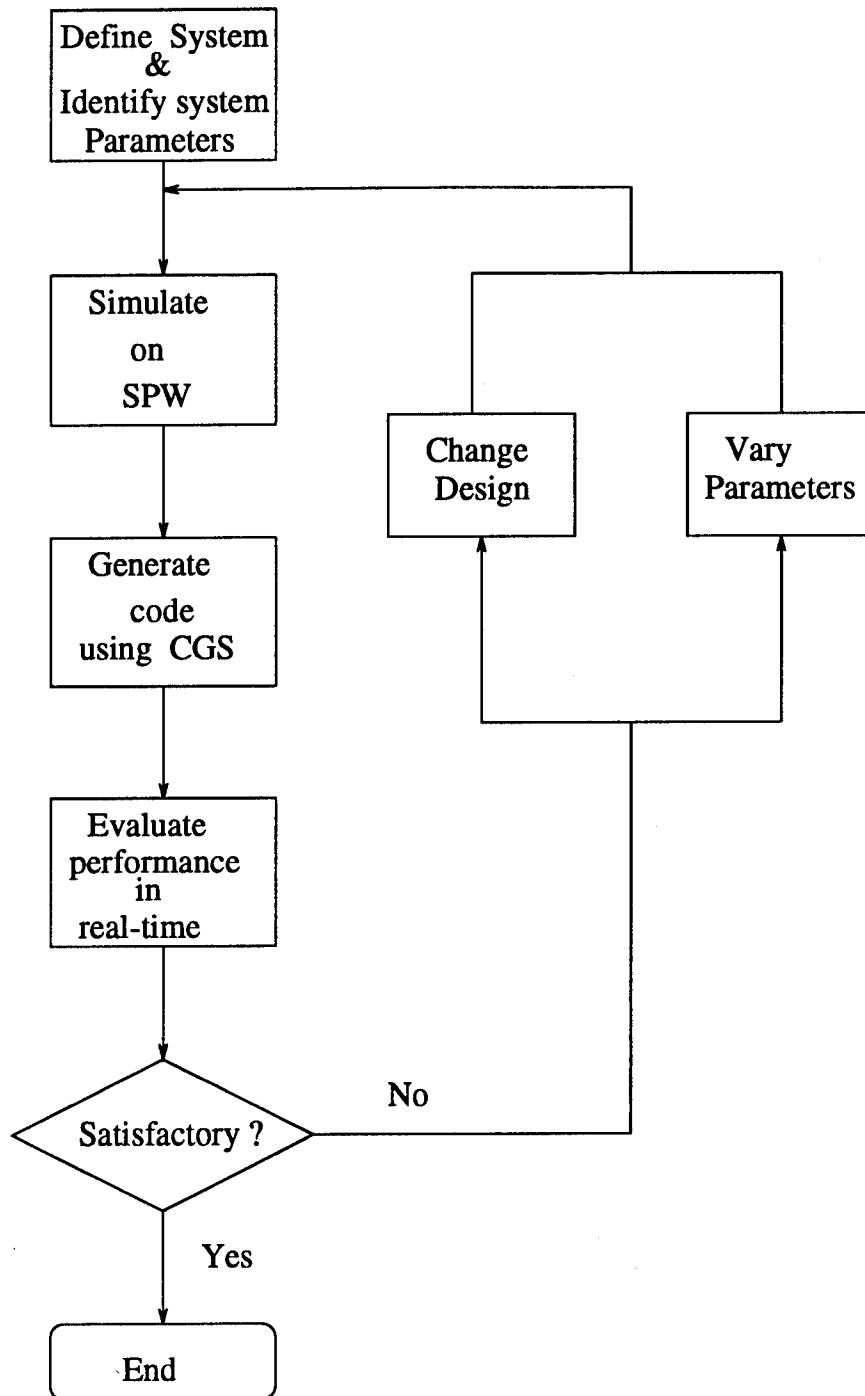 Define System
&
Identify system
Parameters
Simulate
on
SPW
Generate
code
using CGS
Evaluate
performance
in
real-time
Satisfactory ?
No
Yes
End
Change
Design
Vary
Parameters